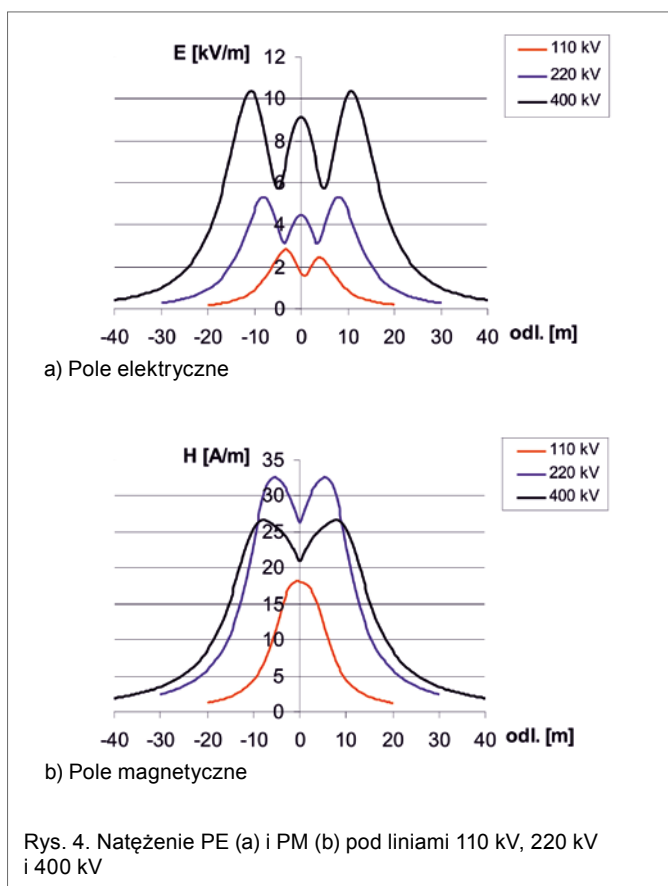 E [kV/m]
12
10
8
6
4
2
0
-40 -30 -20 -10 0 10 20 30 40 odl. [m]
110 kV
220 kV
400 kV
a) Pole elektryczne
H [A/m]
35
30
25
20
15
10
5
0
-40 -30 -20 -10 0 10 20 30 40 odl. [m]
110 kV
220 kV
400 kV
b) Pole magnetyczne
Rys. 4. Natężenie PE (a) i PM (b) pod liniami 110 kV, 220 kV
i 400 kV